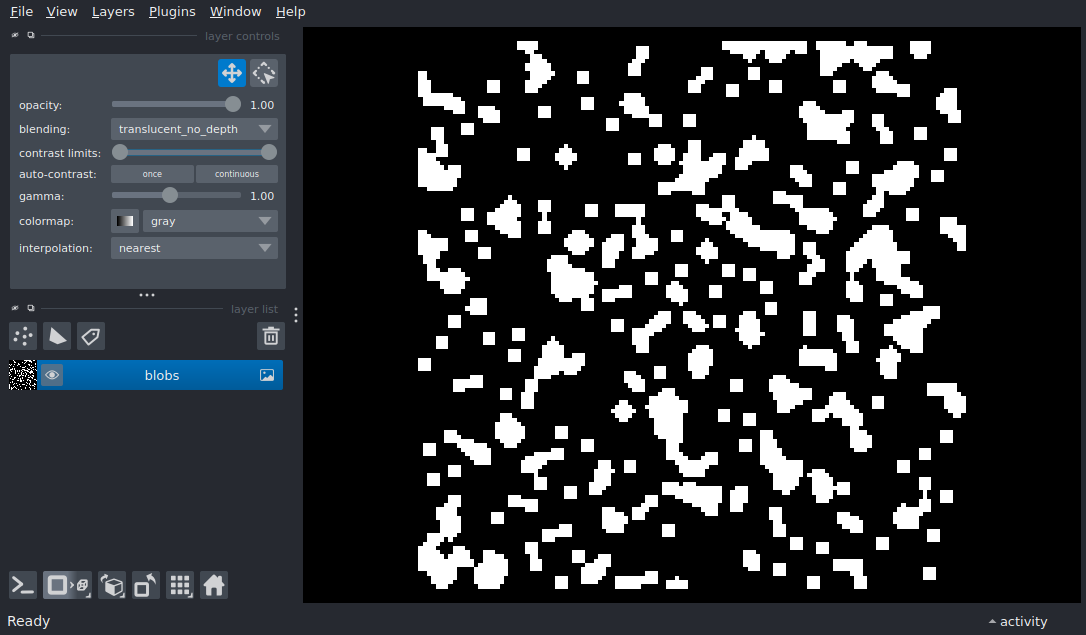 File View Layers Plugins Window Help
layer controls
opacity: 1.00
blending: translucent_no_depth
contrast limits:
auto-contrast: once continuous
gamma: 1.00
colormap: gray
interpolation: nearest
layer list
blobs
Ready activity